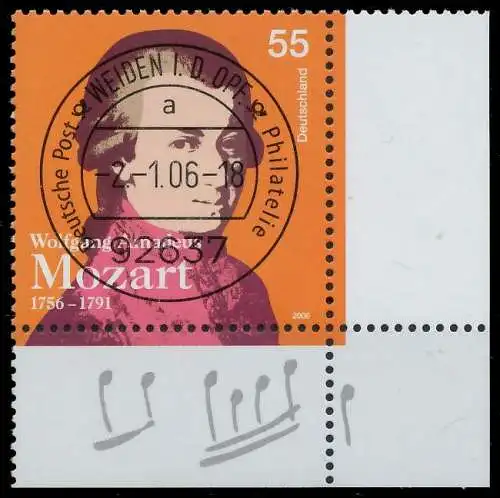 55
Deutschland
Deutsche Post
WEIDEN I. D. OPF.
Philatelie
a
-2.-1.06-18
92637
Wolfgang Amadeus
Mozart
1756–1791
2006